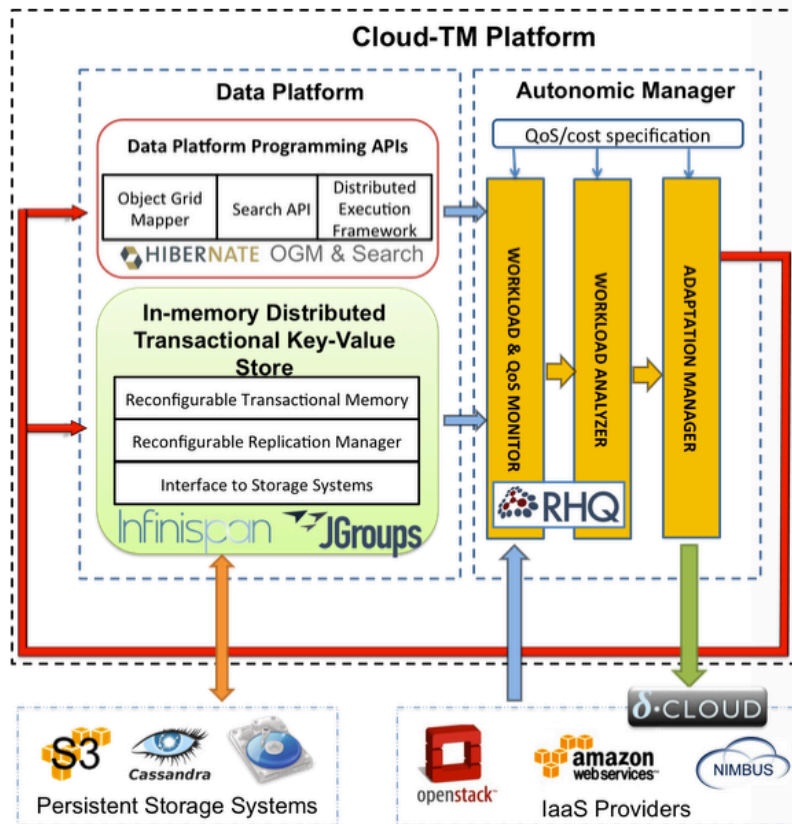 Cloud-TM Platform
Data Platform
Data Platform Programming APIs
Object Grid
Mapper
Search API
Distributed
Execution
Framework
HIBERNATE OGM & Search
In-memory Distributed
Transactional Key-Value
Store
Reconfigurable Transactional Memory
Reconfigurable Replication Manager
Interface to Storage Systems
Infinispan
JGroups
Autonomic Manager
QoS/cost specification
WORKLOAD & QoS MONITOR
WORKLOAD ANALYZER
ADAPTATION MANAGER
RHQ
S3
Cassandra
Persistent Storage Systems
δ·CLOUD
openstack™
amazon
webservices™
NIMBUS
IaaS Providers